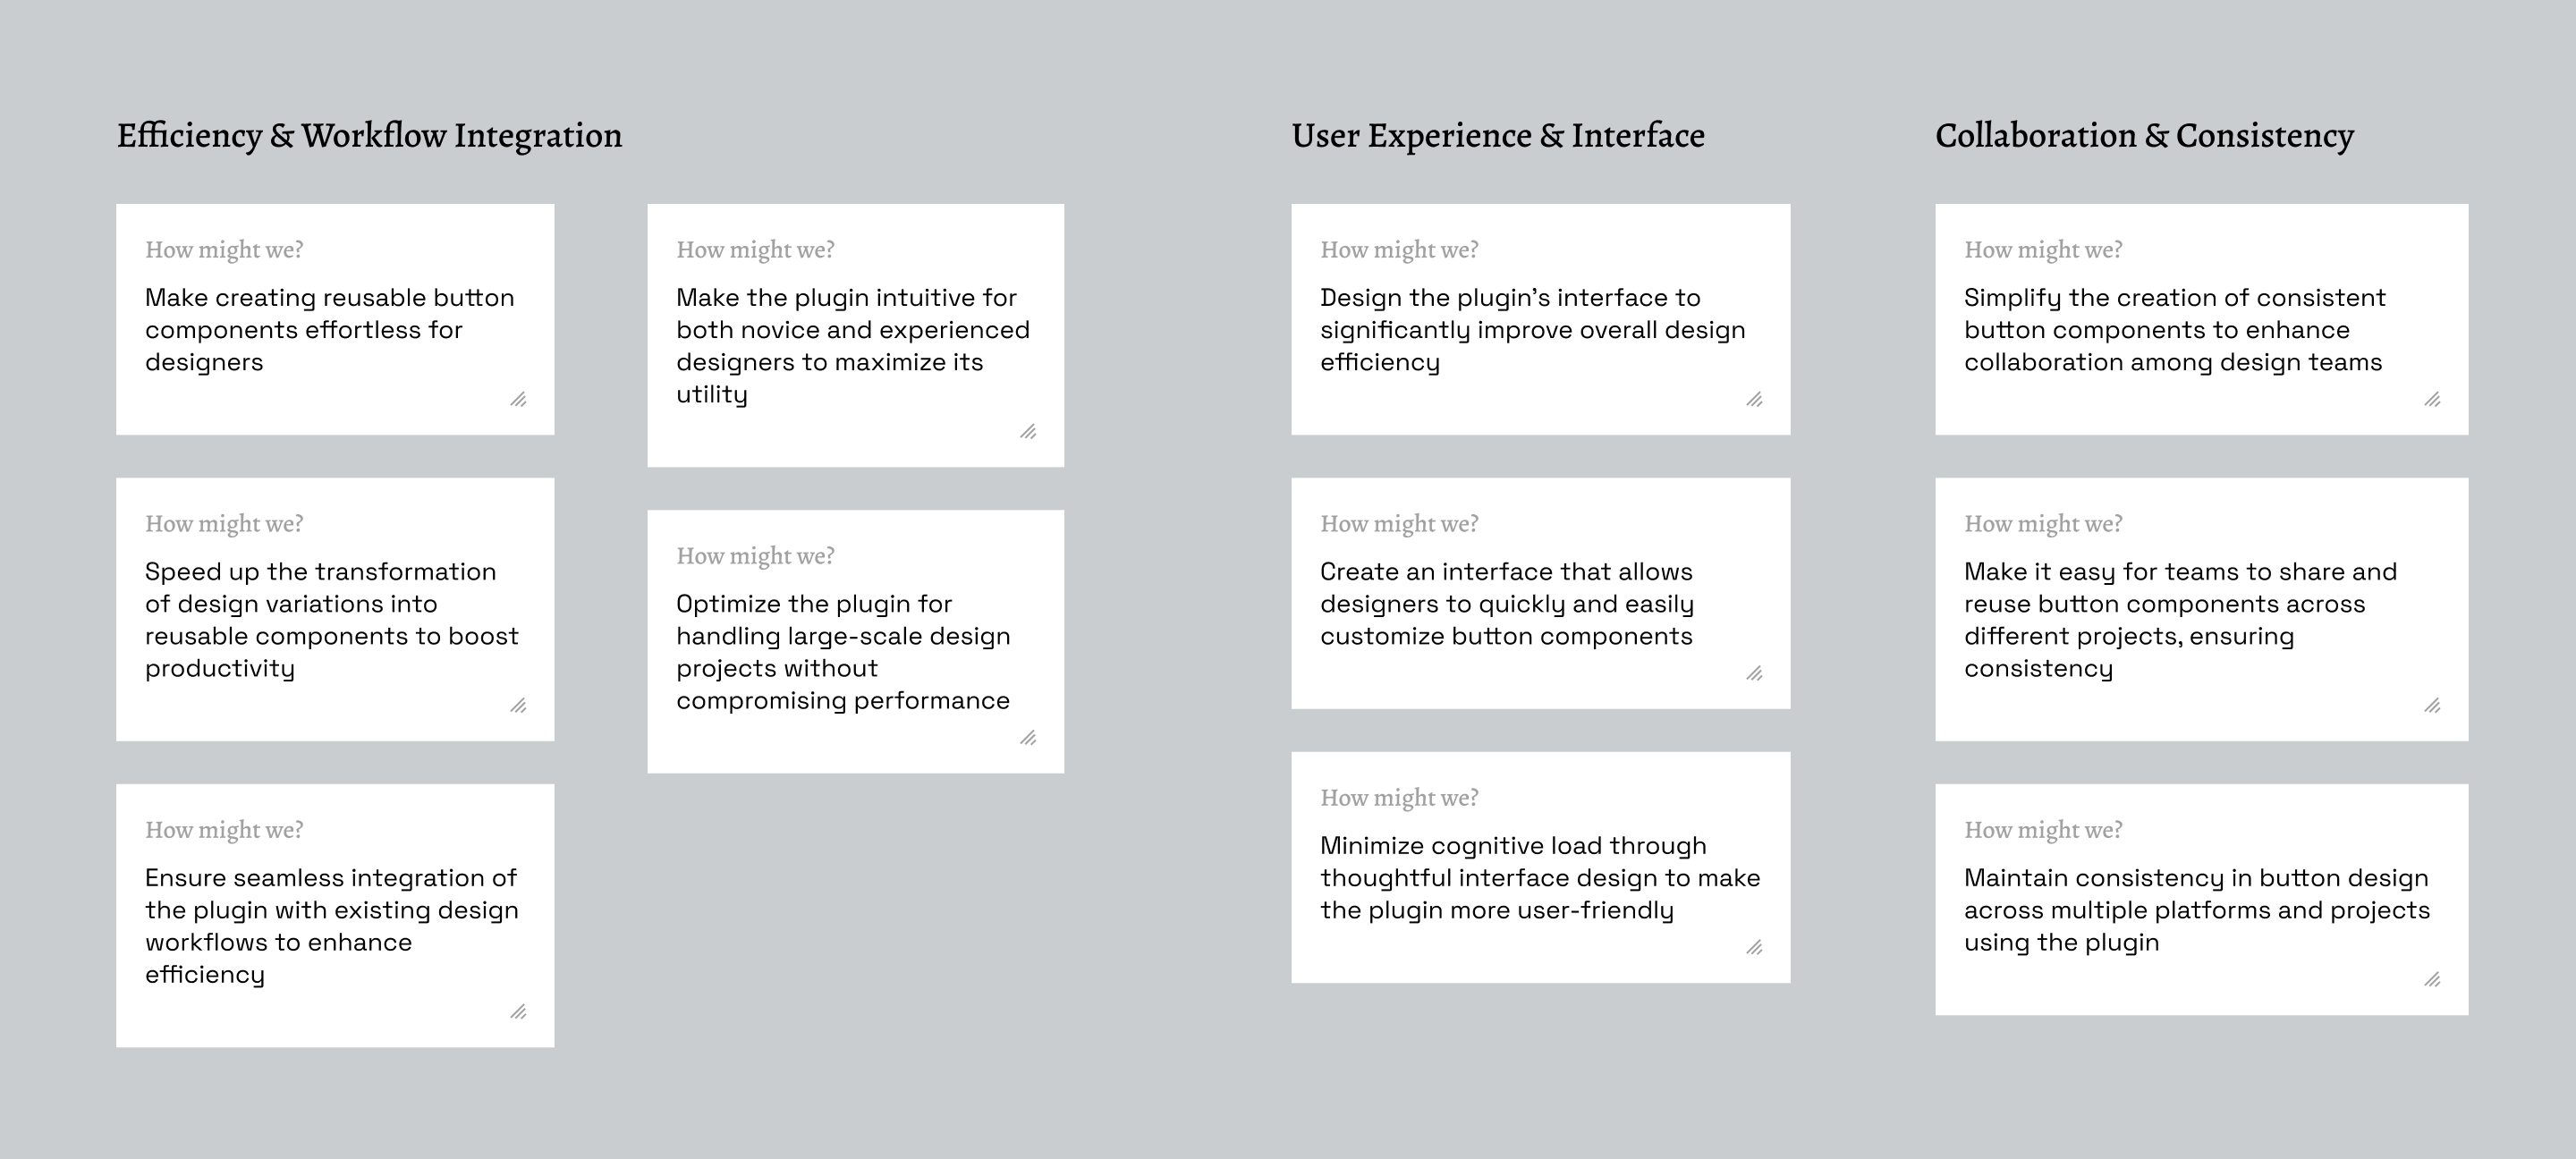 Efficiency & Workflow Integration
How might we?
Make creating reusable button
components effortless for
designers
How might we?
Speed up the transformation
of design variations into
reusable components to boost
productivity
How might we?
Ensure seamless integration of
the plugin with existing design
workflows to enhance
efficiency
How might we?
Make the plugin intuitive for
both novice and experienced
designers to maximize its
utility
How might we?
Optimize the plugin for
handling large-scale design
projects without
compromising performance
User Experience & Interface
How might we?
Design the plugin’s interface to
significantly improve overall design
efficiency
How might we?
Create an interface that allows
designers to quickly and easily
customize button components
How might we?
Minimize cognitive load through
thoughtful interface design to make
the plugin more user-friendly
Collaboration & Consistency
How might we?
Simplify the creation of consistent
button components to enhance
collaboration among design teams
How might we?
Make it easy for teams to share and
reuse button components across
different projects, ensuring
consistency
How might we?
Maintain consistency in button design
across multiple platforms and projects
using the plugin